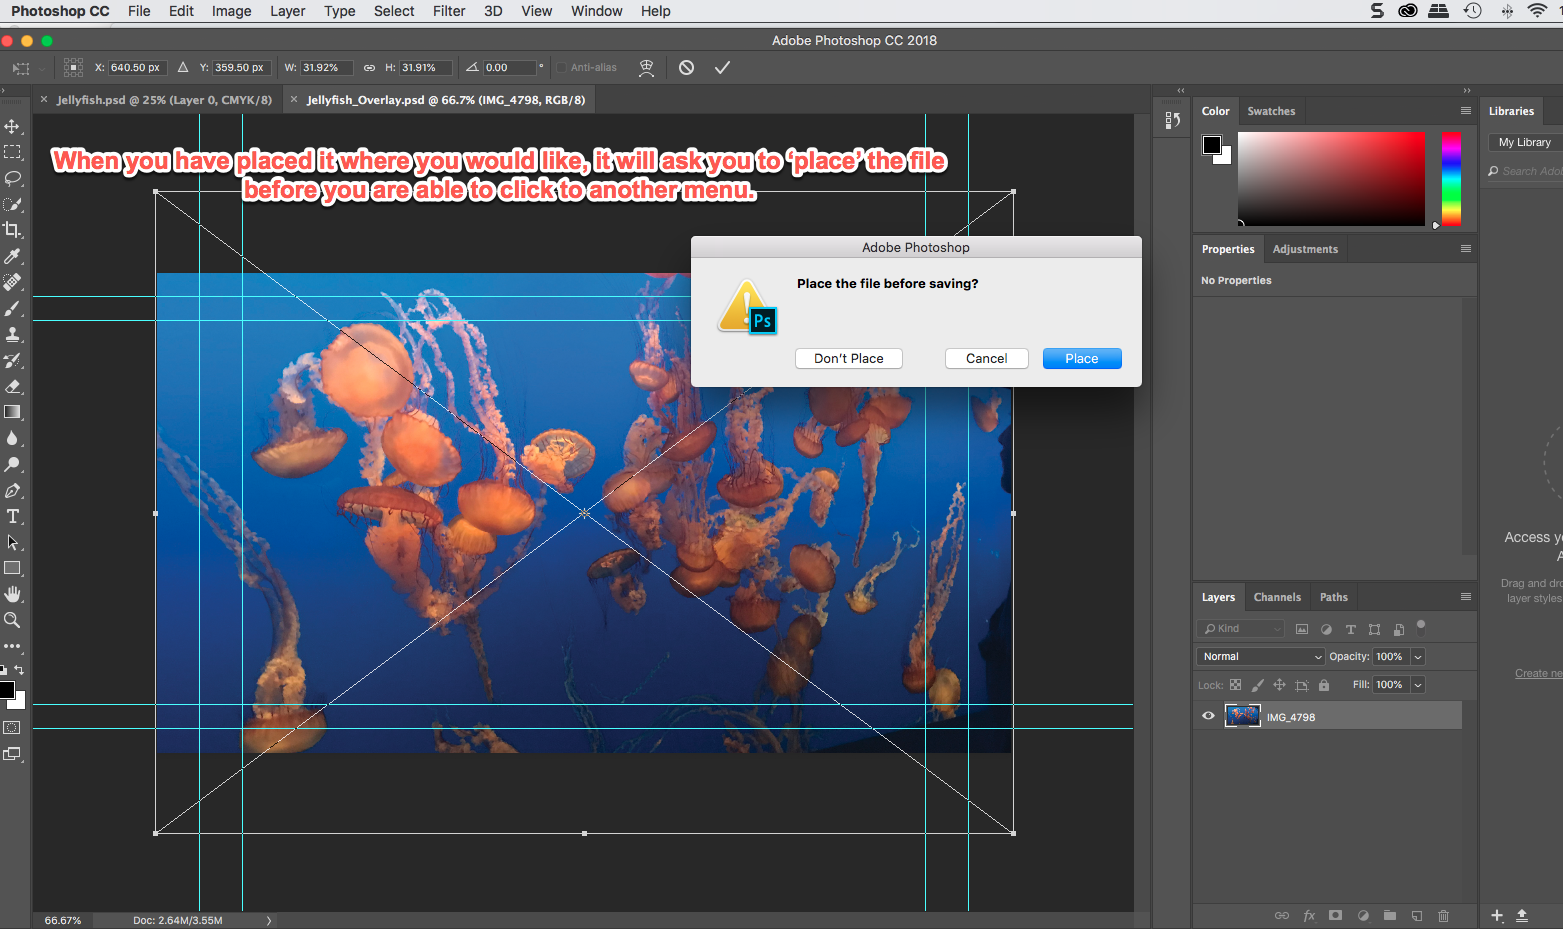 Photoshop CC File Edit Image Layer Type Select Filter 3D View Window Help
Adobe Photoshop CC 2018
X: 640.50 px Y: 359.50 px W: 31.92% H: 31.91% 0.00 ° Anti-alias
Jellyfish.psd @ 25% (Layer 0, CMYK/8)
Jellyfish_Overlay.psd @ 66.7% (IMG_4798, RGB/8)
When you have placed it where you would like, it will ask you to ‘place’ the file
before you are able to click to another menu.
Adobe Photoshop
Place the file before saving?
Ps
Don't Place Cancel Place
Color Swatches
Libraries
My Library
Search Adob
Properties Adjustments
No Properties
Access yo
A
Drag and dro
layer styles
Create ne
Layers Channels Paths
Kind
Normal Opacity: 100%
Lock: Fill: 100%
IMG_4798
fx
66.67% Doc: 2.64M/3.55M